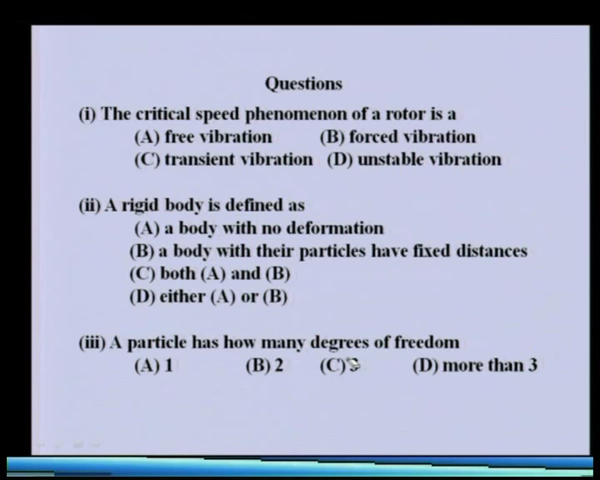 Questions
(i) The critical speed phenomenon of a rotor is a
(A) free vibration (B) forced vibration
(C) transient vibration (D) unstable vibration
(ii) A rigid body is defined as
(A) a body with no deformation
(B) a body with their particles have fixed distances
(C) both (A) and (B)
(D) either (A) or (B)
(iii) A particle has how many degrees of freedom
(A) 1 (B) 2 (C) (D) more than 3